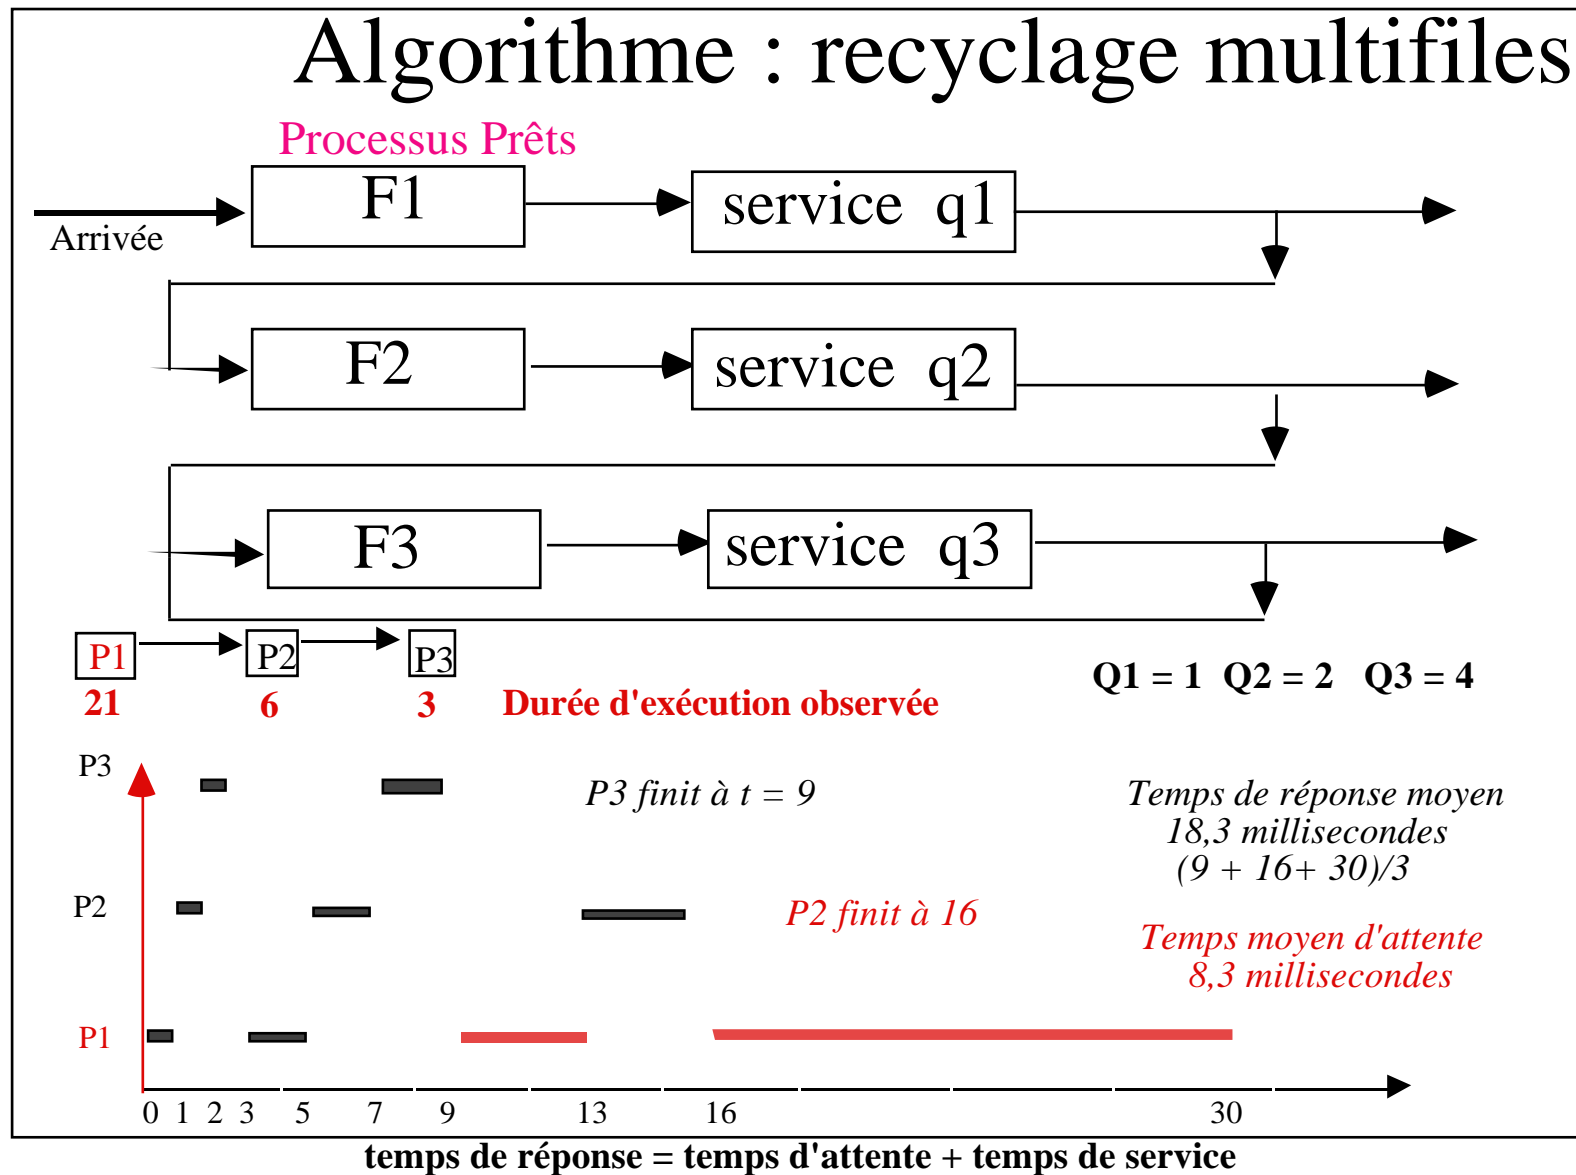 Algorithme : recyclage multifiles
Processus Prêts
F1
service q1
Arrivée
F2
service q2
F3
service q3
P1
P2
P3
Q1 = 1 Q2 = 2 Q3 = 4
21
6
3
Durée d'exécution observée
P3
P3 finit à t = 9
Temps de réponse moyen
18,3 millisecondes
(9 + 16+ 30)/3
P2
P2 finit à 16
Temps moyen d'attente
8,3 millisecondes
P1
0 1 2 3 5 7 9 13 16 30
temps de réponse = temps d'attente + temps de service